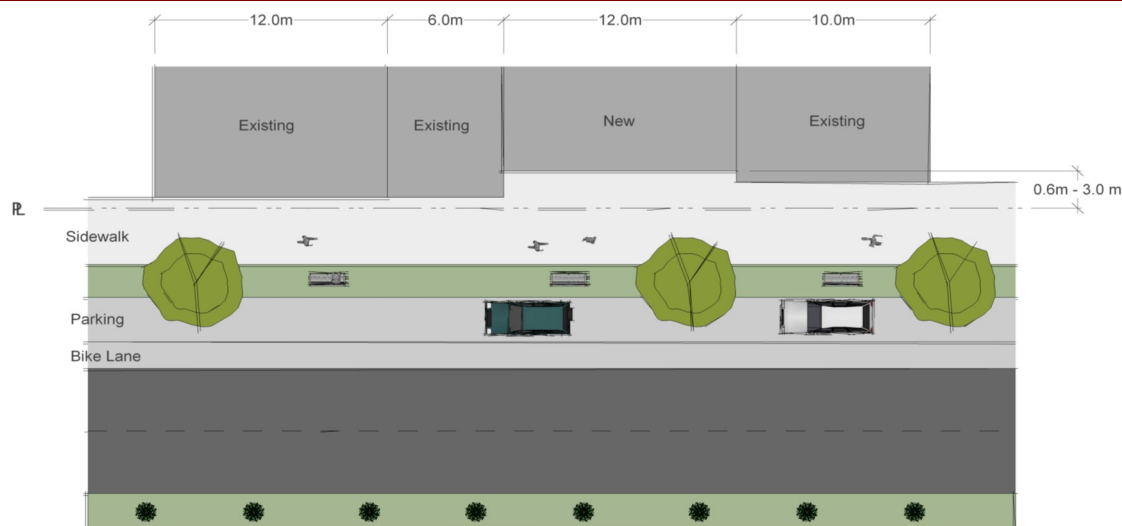 12.0m 6.0m 12.0m 10.0m
Existing Existing New Existing
0.6m - 3.0 m
PL
Sidewalk
Parking
Bike Lane